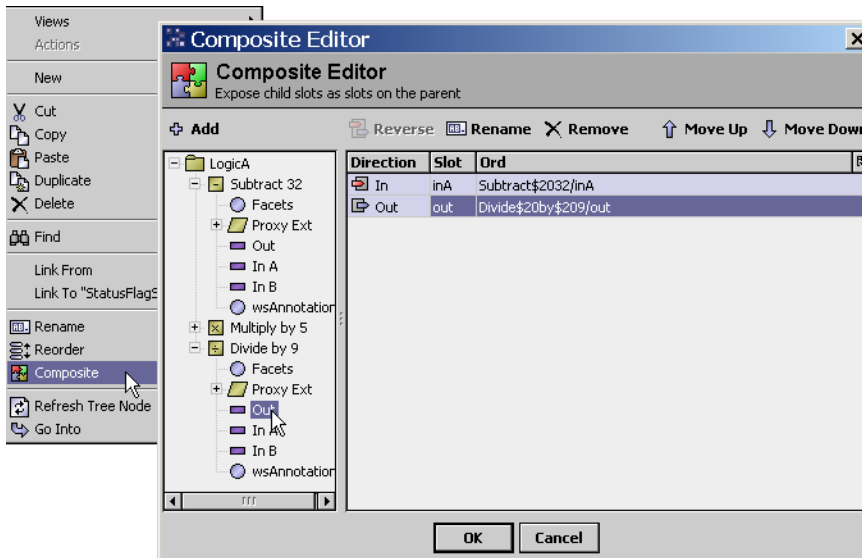 Views
Actions
New
Cut
Copy
Paste
Duplicate
Delete
Find
Link From
Link To "StatusFlagS
Rename
Reorder
Composite
Refresh Tree Node
Go Into
Composite Editor
Composite Editor
Expose child slots as slots on the parent
Add Reverse Rename Remove Move Up Move Down
LogicA
Subtract 32
Facets
Proxy Ext
Out
In A
In B
wsAnnotation
Multiply by 5
Divide by 9
Facets
Proxy Ext
Out
In A
In B
wsAnnotation
Direction Slot Ord
In inA Subtract$2032/inA
Out out Divide$20by$209/out
OK Cancel